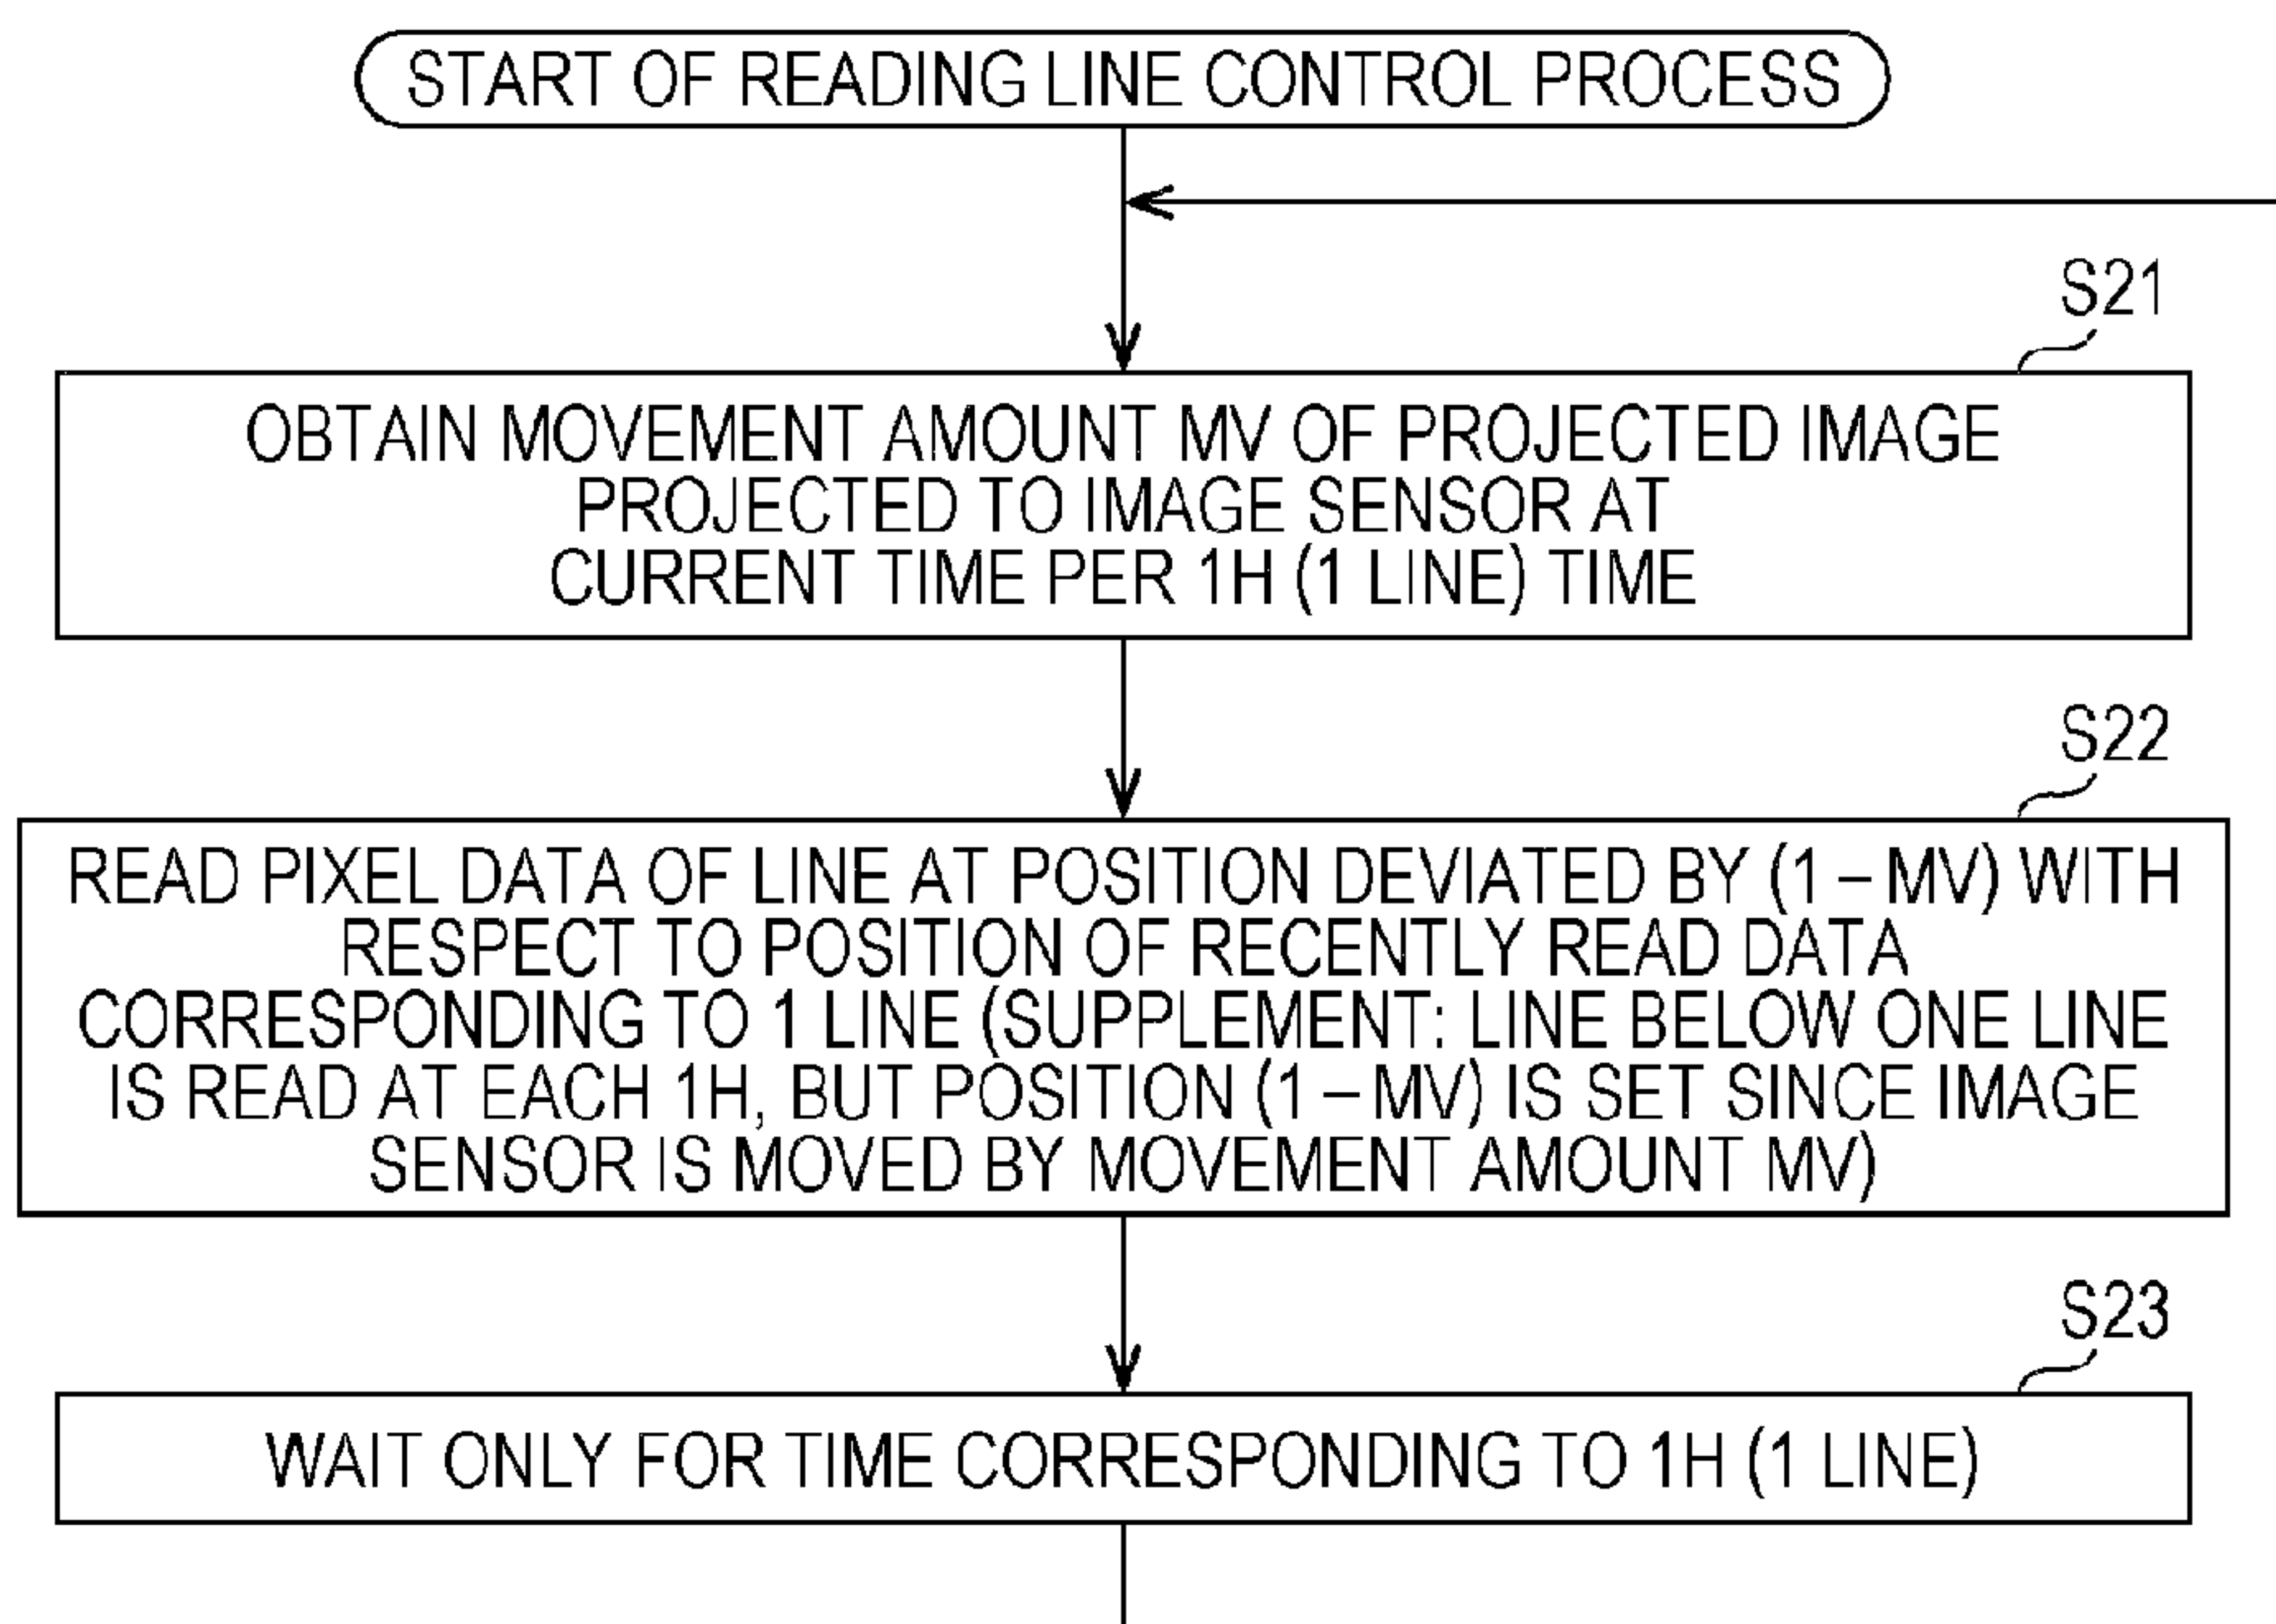 START OF READING LINE CONTROL PROCESS
S21
OBTAIN MOVEMENT AMOUNT MV OF PROJECTED IMAGE
PROJECTED TO IMAGE SENSOR AT
CURRENT TIME PER 1H (1 LINE) TIME
S22
READ PIXEL DATA OF LINE AT POSITION DEVIATED BY (1 – MV) WITH
RESPECT TO POSITION OF RECENTLY READ DATA
CORRESPONDING TO 1 LINE (SUPPLEMENT: LINE BELOW ONE LINE
IS READ AT EACH 1H, BUT POSITION (1 – MV) IS SET SINCE IMAGE
SENSOR IS MOVED BY MOVEMENT AMOUNT MV)
S23
WAIT ONLY FOR TIME CORRESPONDING TO 1H (1 LINE)